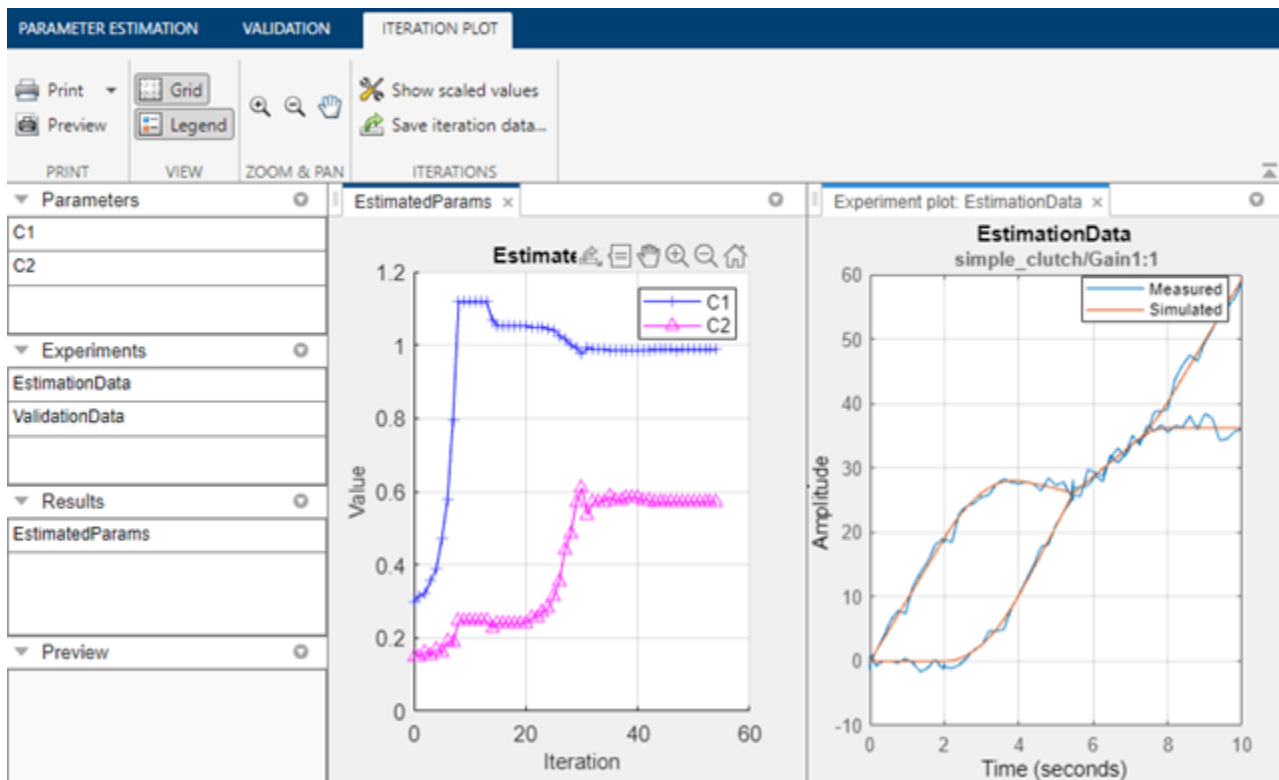 PARAMETER ESTIMATION VALIDATION ITERATION PLOT
Print Grid Show scaled values
Preview Legend Save iteration data...
PRINT VIEW ZOOM & PAN ITERATIONS
Parameters
C1
C2
Experiments
EstimationData
ValidationData
Results
EstimatedParams
Preview
EstimatedParams ×
Estimate
1.2
1
0.8
0.6
0.4
0.2
0
Value
C1
C2
0 20 40 60
Iteration
Experiment plot: EstimationData ×
EstimationData
simple_clutch/Gain1:1
60
50
40
30
20
10
0
-10
Amplitude
Measured
Simulated
0 2 4 6 8 10
Time (seconds)